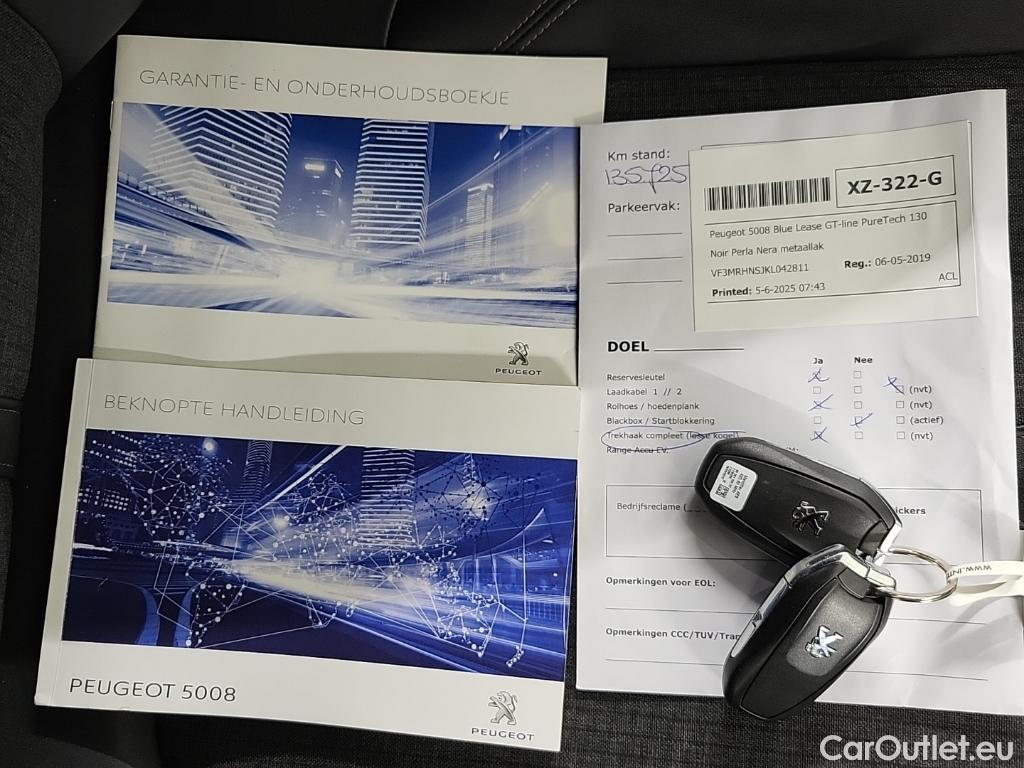 GARANTIE- EN ONDERHOUDSBOEKJE
PEUGEOT
BEKNOPTE HANDLEIDING
PEUGEOT 5008
PEUGEOT
Km stand:
135725
Parkeervak:
XZ-322-G
Peugeot 5008 Blue Lease GT-line PureTech 130
Noir Perla Nera metaallak
VF3MRHNSJKL042811 Reg.: 06-05-2019
Printed: 5-6-2025 07:43 ACL
DOEL
Ja Nee
Reservesleutel
Laadkabel 1 // 2 (nvt)
Rolhoes / hoedenplank (nvt)
Blackbox / Startblokkering (actief)
Trekhaak compleet (losse kogel) (nvt)
Range Accu EV:
Bedrijfsreclame ickers
Opmerkingen voor EOL:
Opmerkingen CCC/TUV/Tran
CarOutlet.eu